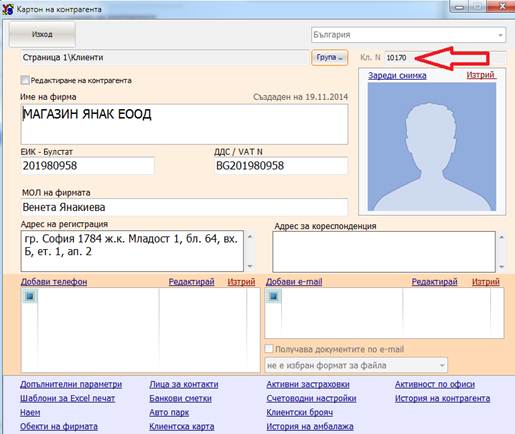 Картон на контрагента
Изход
България
Страница 1\Клиенти
Група
Кл. N 10170
Редактиране на контрагента
Зареди снимка Изтрий
Име на фирма Създаден на 19.11.2014
МАГАЗИН ЯНАК ЕООД
ЕИК - Булстат ДДС / VAT N
201980958 BG201980958
МОЛ на фирмата
Венета Янакиева
Адрес на регистрация Адрес за кореспонденция
гр. София 1784 ж.к. Младост 1, бл. 64, вх.
Б, ет. 1, ап. 2
Добави телефон Редактирай Изтрий Добави e-mail Редактирай Изтрий
Получава документите по e-mail
не е избран формат за файла
Допълнителни параметри Лица за контакти Активни застраховки Активност по офиси
Шаблони за Excel печат Банкови сметки Счетоводни настройки История на контрагента
Наем Авто парк Клиентски брояч
Обекти на фирмата Клиентска карта История на амбалажа